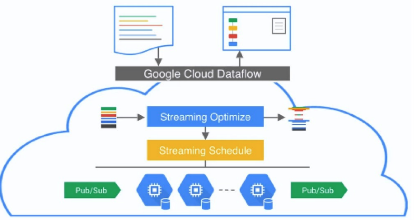 Google Cloud Dataflow
Streaming Optimize
Streaming Schedule
Pub/Sub
Pub/Sub